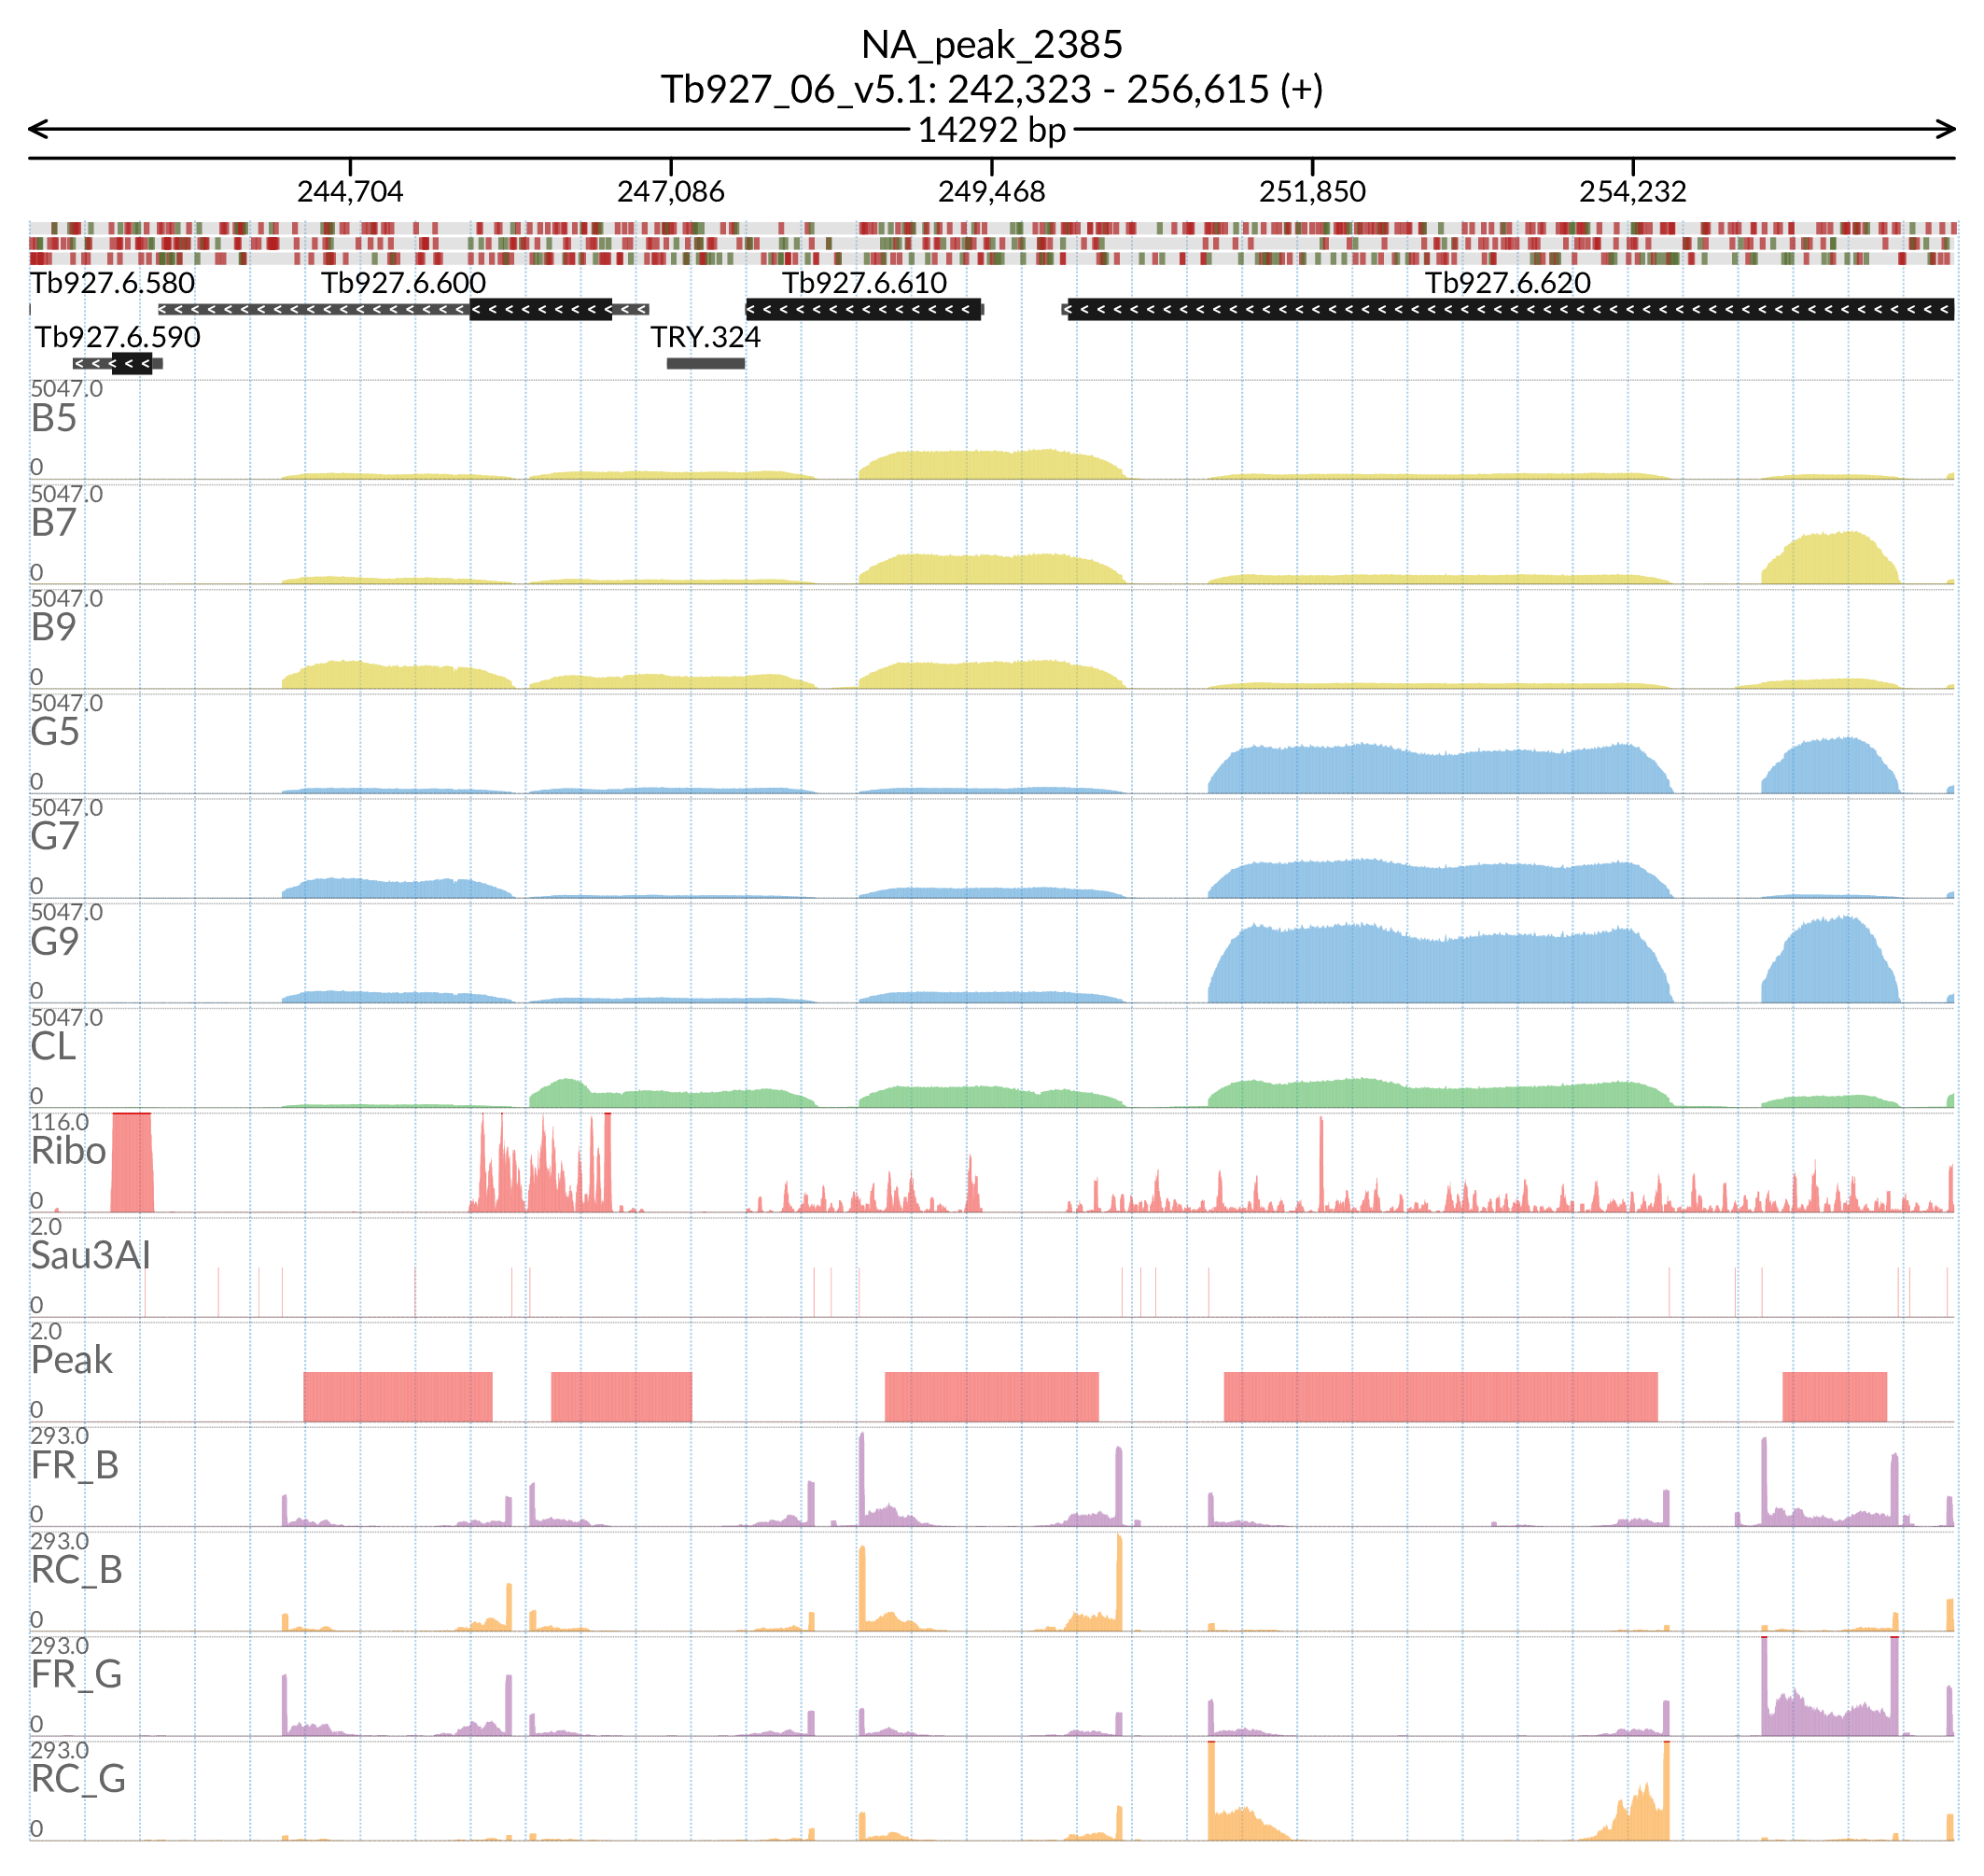 NA_peak_2385
Tb927_06_v5.1: 242,323 - 256,615 (+)
14292 bp
244,704 247,086 249,468 251,850 254,232
Tb927.6.580 Tb927.6.600 Tb927.6.610 Tb927.6.620
Tb927.6.590 TRY.324
5047.0
B5
0
5047.0
B7
0
5047.0
B9
0
5047.0
G5
0
5047.0
G7
0
5047.0
G9
0
5047.0
CL
0
116.0
Ribo
0
2.0
Sau3AI
0
2.0
Peak
0
293.0
FR_B
0
293.0
RC_B
0
293.0
FR_G
0
293.0
RC_G
0